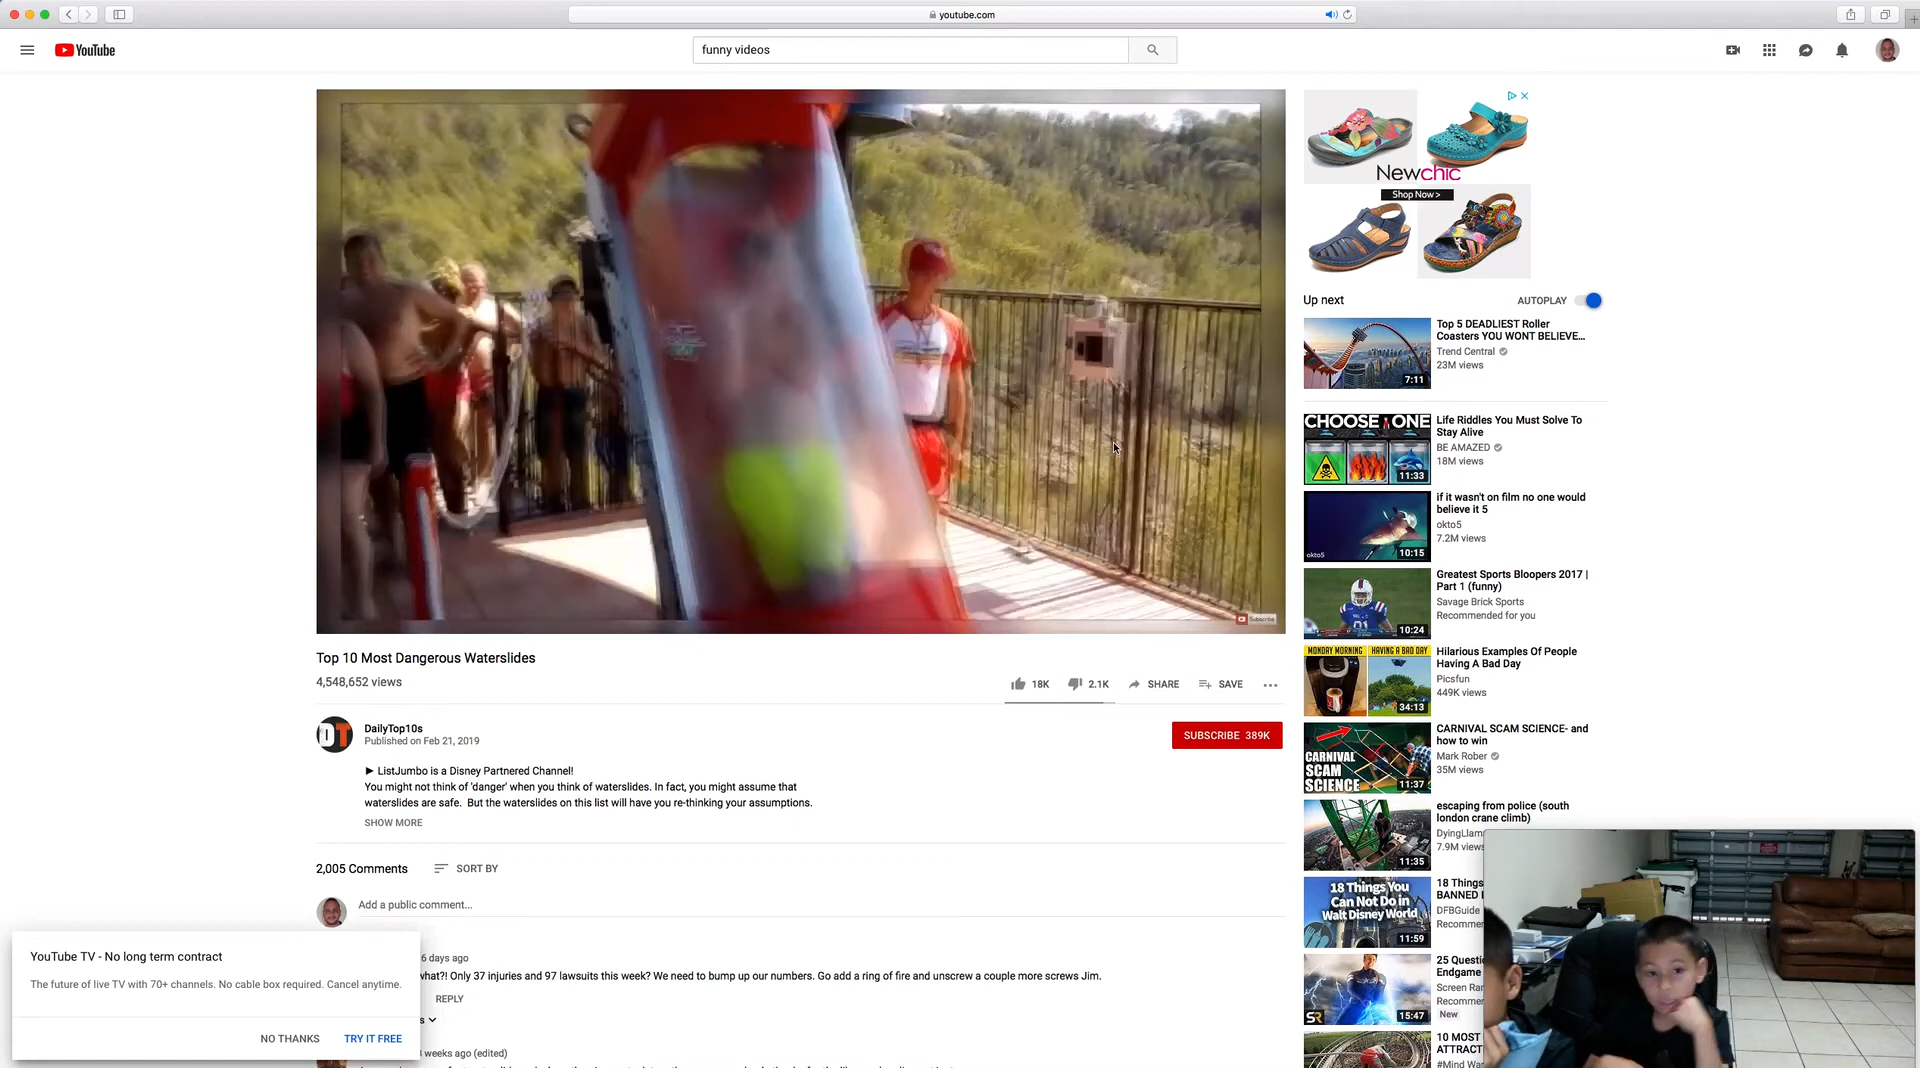 youtube.com
YouTube
funny videos
Newchic
Shop Now >
Subscribe
Top 10 Most Dangerous Waterslides
4,548,652 views
18K
2.1K
SHARE
SAVE
DailyTop10s
Published on Feb 21, 2019
SUBSCRIBE 389K
► ListJumbo is a Disney Partnered Channel!
You might not think of 'danger' when you think of waterslides. In fact, you might assume that
waterslides are safe. But the waterslides on this list will have you re-thinking your assumptions.
SHOW MORE
2,005 Comments
SORT BY
Add a public comment...
6 days ago
what?! Only 37 injuries and 97 lawsuits this week? We need to bump up our numbers. Go add a ring of fire and unscrew a couple more screws Jim.
REPLY
weeks ago (edited)
YouTube TV - No long term contract
The future of live TV with 70+ channels. No cable box required. Cancel anytime.
NO THANKS
TRY IT FREE
Up next
AUTOPLAY
7:11
Top 5 DEADLIEST Roller
Coasters YOU WONT BELIEVE...
Trend Central
23M views
CHOOSE ONE
11:33
Life Riddles You Must Solve To
Stay Alive
BE AMAZED
18M views
okto5
10:15
if it wasn't on film no one would
believe it 5
okto5
7.2M views
10:24
Greatest Sports Bloopers 2017 |
Part 1 (funny)
Savage Brick Sports
Recommended for you
MONDAY MORNING
HAVING A BAD DAY
34:13
Hilarious Examples Of People
Having A Bad Day
Picsfun
449K views
CARNIVAL
SCAM
SCIENCE
11:37
CARNIVAL SCAM SCIENCE- and
how to win
Mark Rober
35M views
11:35
escaping from police (south
london crane climb)
DyingLlam
7.9M views
18 Things You
Can Not Do in
Walt Disney World
11:59
18 Things
BANNED
DFBGuide
Recommen
SR
15:47
25 Questi
Endgame
Screen Ran
Recommen
New
10 MOST
ATTRACT
#Mind War